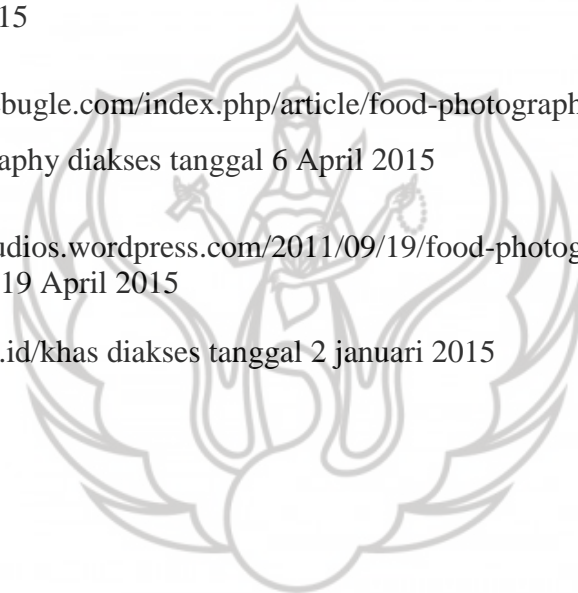 15
bugle.com/index.php/article/food-photograph
aphy diakses tanggal 6 April 2015
udios.wordpress.com/2011/09/19/food-photog
19 April 2015
.id/khas diakses tanggal 2 januari 2015